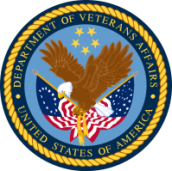 DEPARTMENT OF VETERANS AFFAIRS
UNITED STATES OF AMERICA